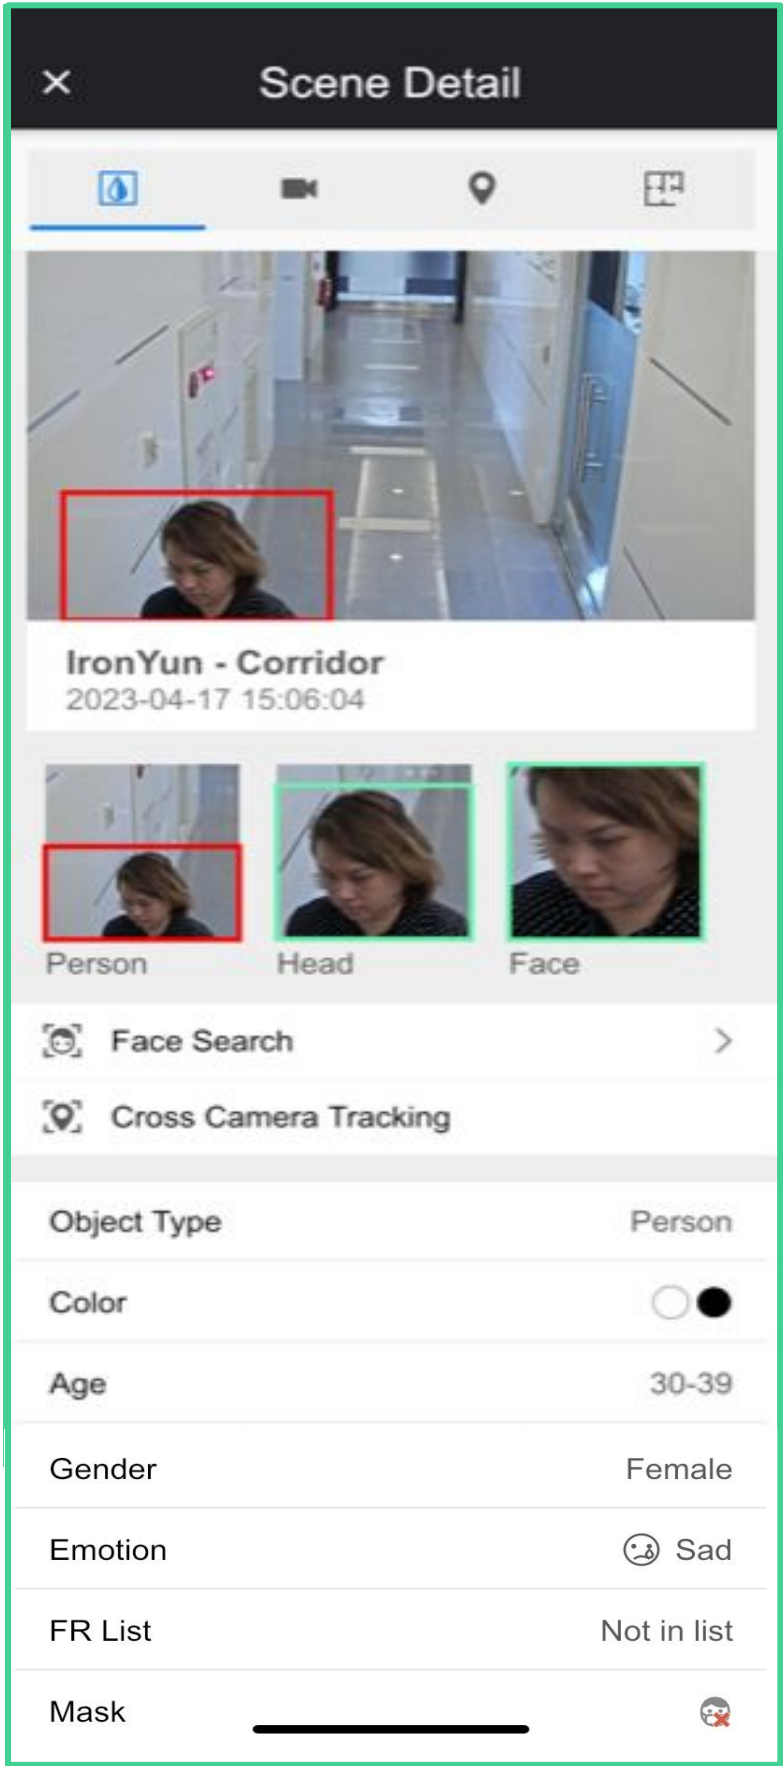 Scene Detail
IronYun - Corridor
2023-04-17 15:06:04
Person Head Face
Face Search
Cross Camera Tracking
Object Type Person
Color
Age 30-39
Gender Female
Emotion Sad
FR List Not in list
Mask